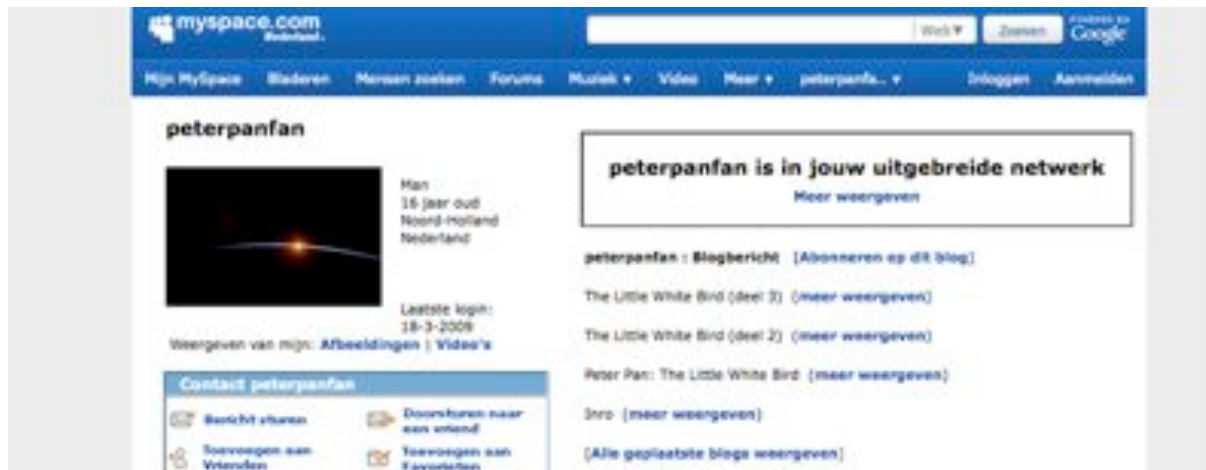 myspace.com
Nederland.
Web ▼ Zoeken POWERED BY Google
Mijn MySpace Bladeren Mensen zoeken Forums Muziek ▾ Video Meer ▾ peterpanfa... ▾ Inloggen Aanmelden
peterpanfan
Man
16 jaar oud
Noord-Holland
Nederland
Laatste login:
18-3-2009
Weergeven van mijn: Afbeeldingen | Video's
Contact peterpanfan
Bericht sturen
Doorsturen naar
een vriend
Toevoegen aan
Vrienden
Toevoegen aan
Favorieten
peterpanfan is in jouw uitgebreide netwerk
Meer weergeven
peterpanfan : Blogbericht [Abonneren op dit blog]
The Little White Bird (deel 3) (meer weergeven)
The Little White Bird (deel 2) (meer weergeven)
Peter Pan: The Little White Bird (meer weergeven)
Inro (meer weergeven)
[Alle geplaatste blogs weergeven]